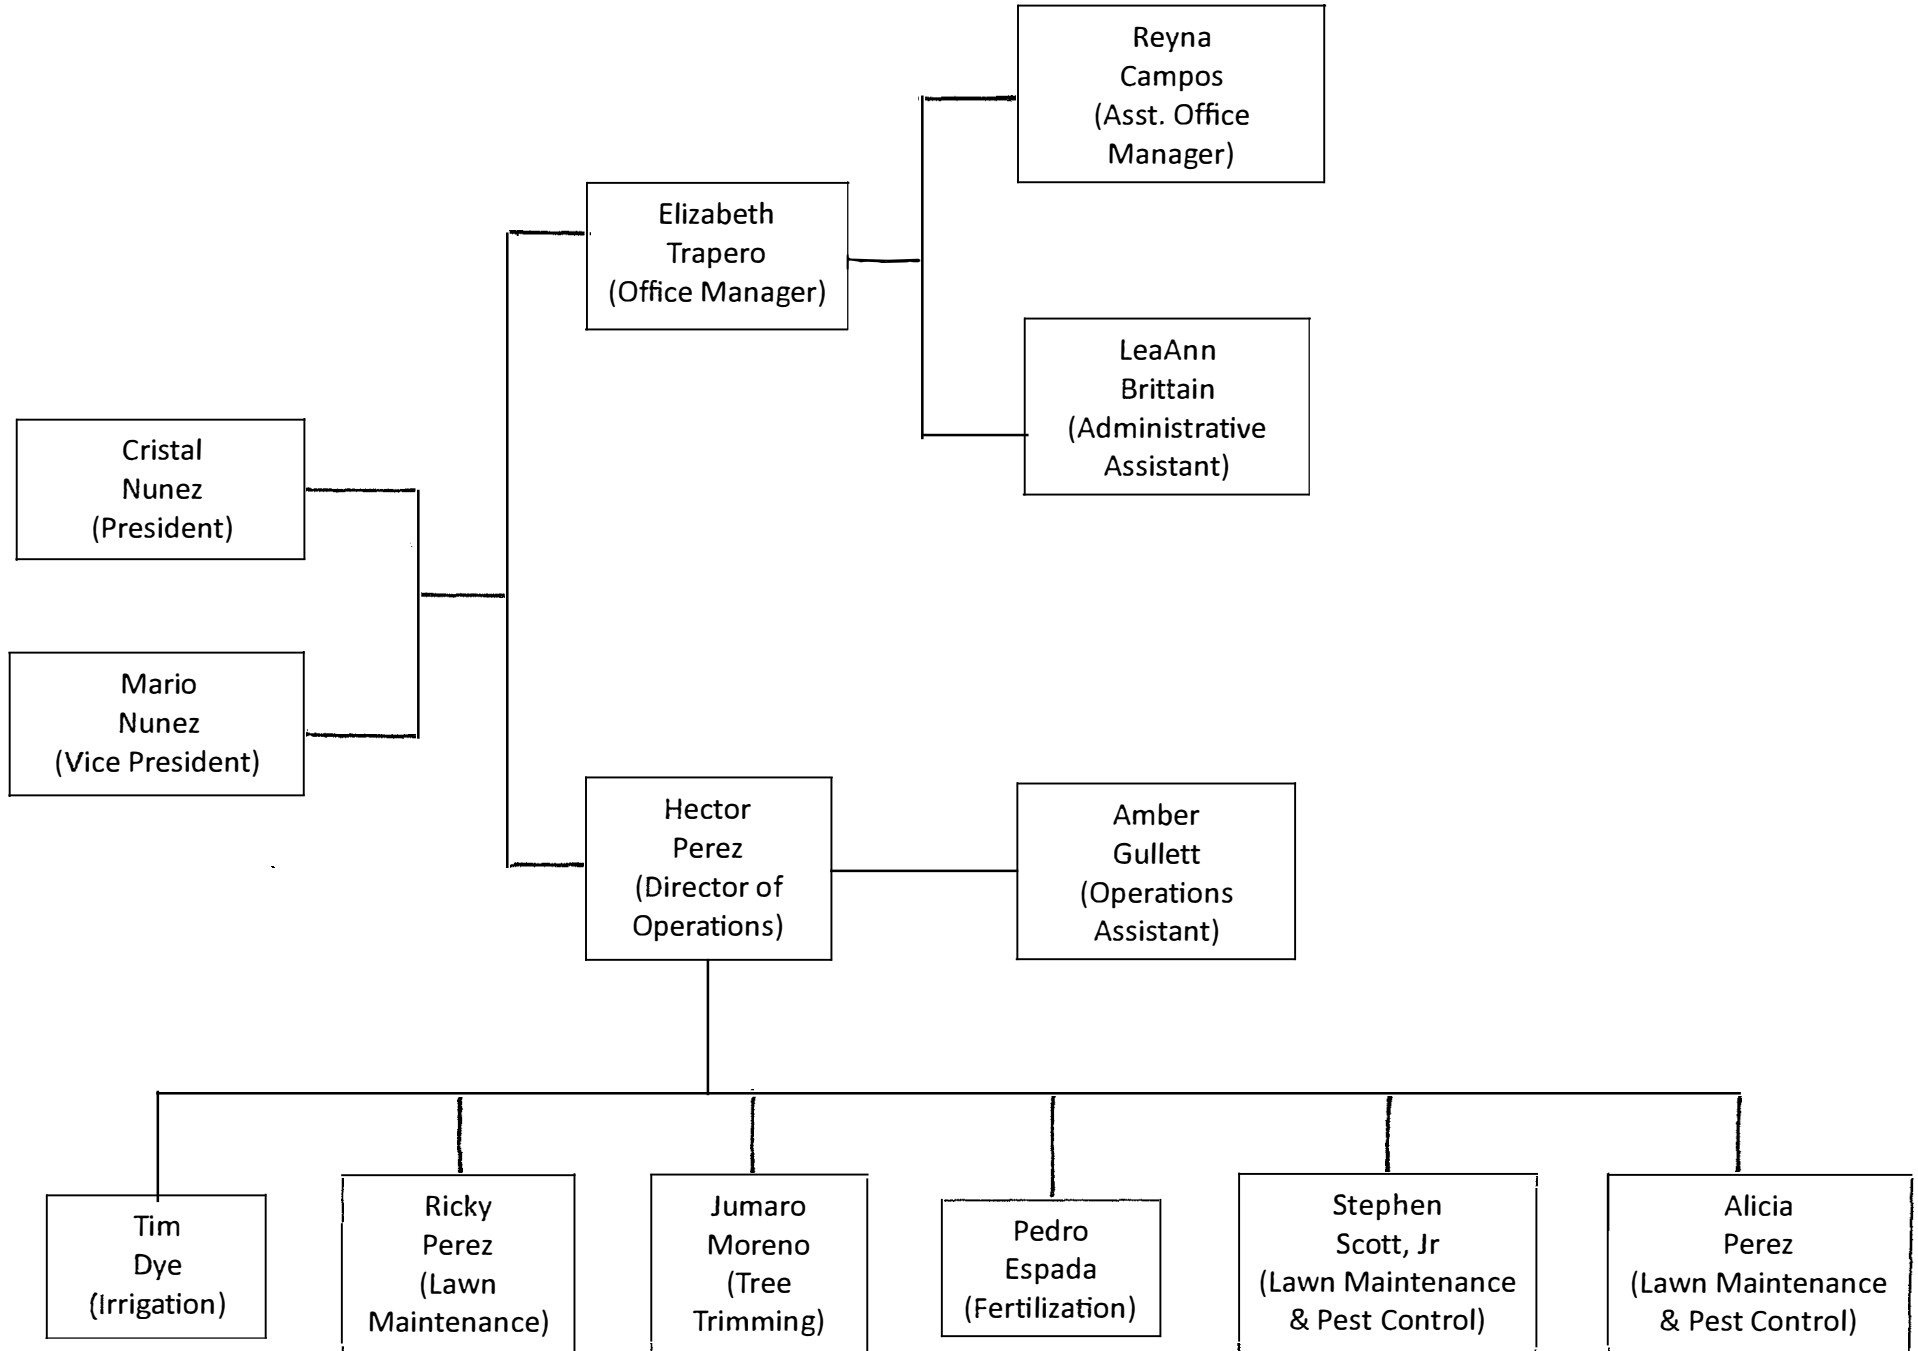 Reyna
Campos
(Asst. Office
Manager)
Elizabeth
Trapero
(Office Manager)
LeaAnn
Brittain
(Administrative
Assistant)
Cristal
Nunez
(President)
Mario
Nunez
(Vice President)
Hector
Perez
(Director of
Operations)
Amber
Gullett
(Operations
Assistant)
Tim
Dye
(Irrigation)
Ricky
Perez
(Lawn
Maintenance)
Jumaro
Moreno
(Tree
Trimming)
Pedro
Espada
(Fertilization)
Stephen
Scott, Jr
(Lawn Maintenance
& Pest Control)
Alicia
Perez
(Lawn Maintenance
& Pest Control)